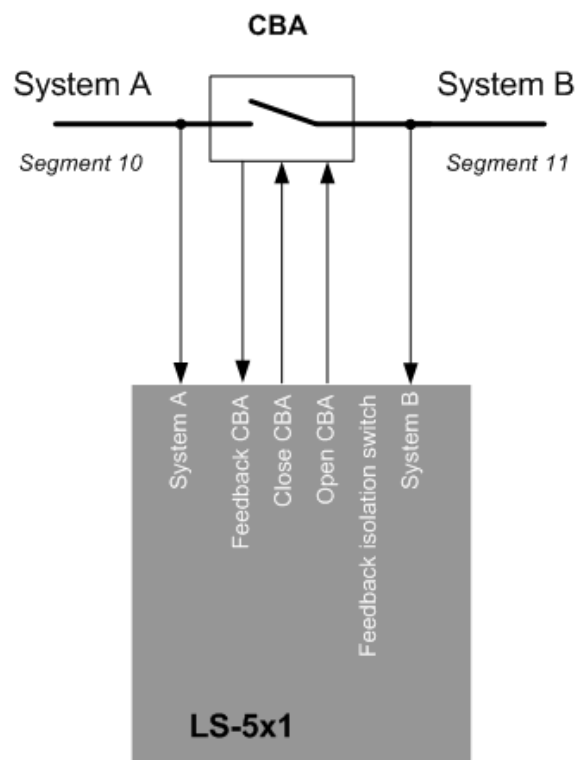 CBA
System A
System B
Segment 10
Segment 11
System A
Feedback CBA
Close CBA
Open CBA
Feedback isolation switch
System B
LS-5x1